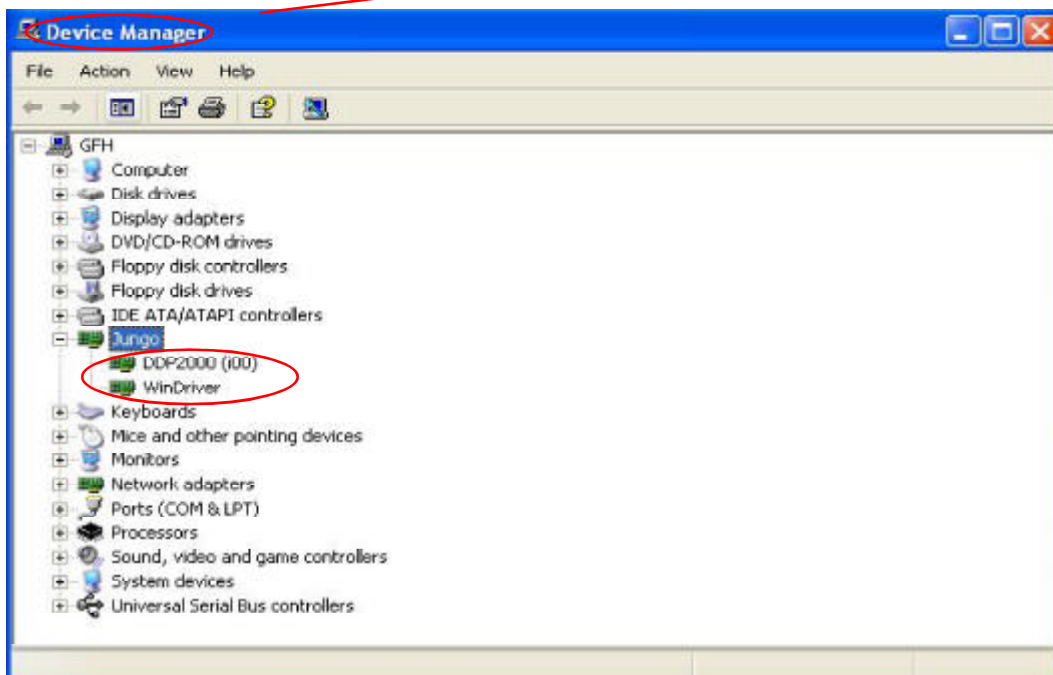 Device Manager
File Action View Help
GFH
Computer
Disk drives
Display adapters
DVD/CD-ROM drives
Floppy disk controllers
Floppy disk drives
IDE ATA/ATAPI controllers
Jungo
DDP2000 (i00)
WinDriver
Keyboards
Mice and other pointing devices
Monitors
Network adapters
Ports (COM & LPT)
Processors
Sound, video and game controllers
System devices
Universal Serial Bus controllers